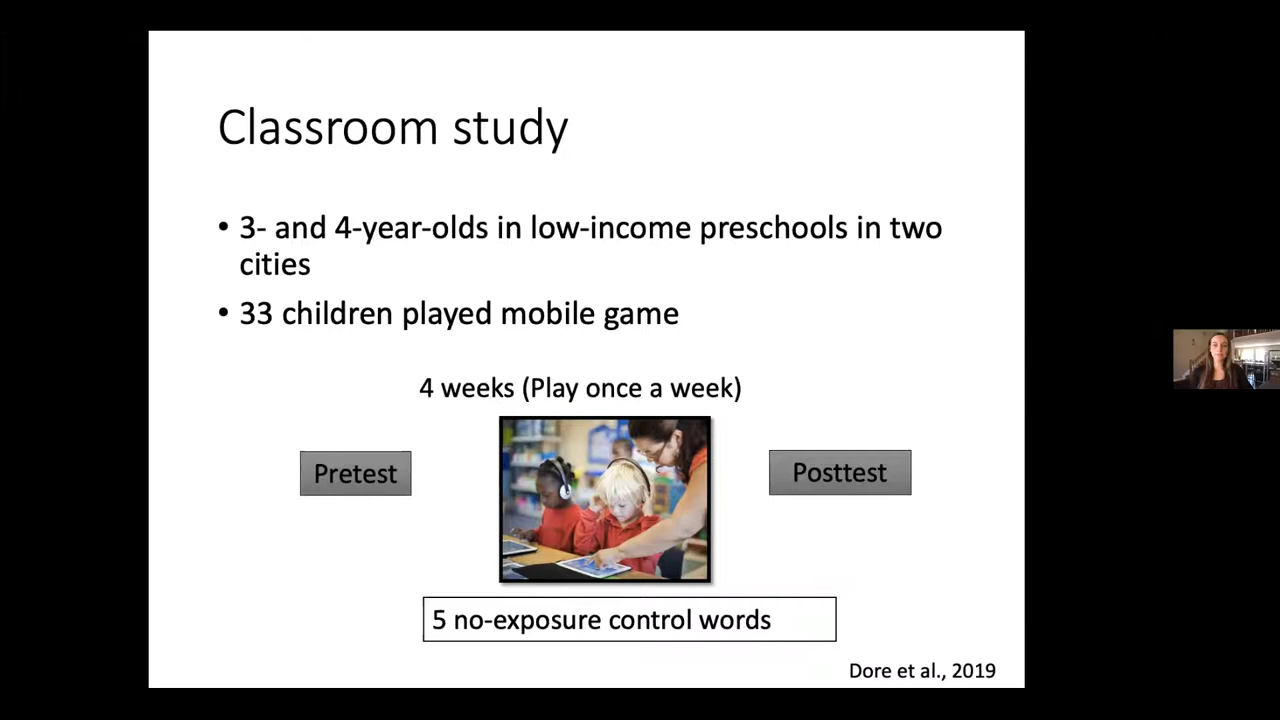 Classroom study
• 3- and 4-year-olds in low-income preschools in two
cities
• 33 children played mobile game
4 weeks (Play once a week)
Pretest
Posttest
5 no-exposure control words
Dore et al., 2019